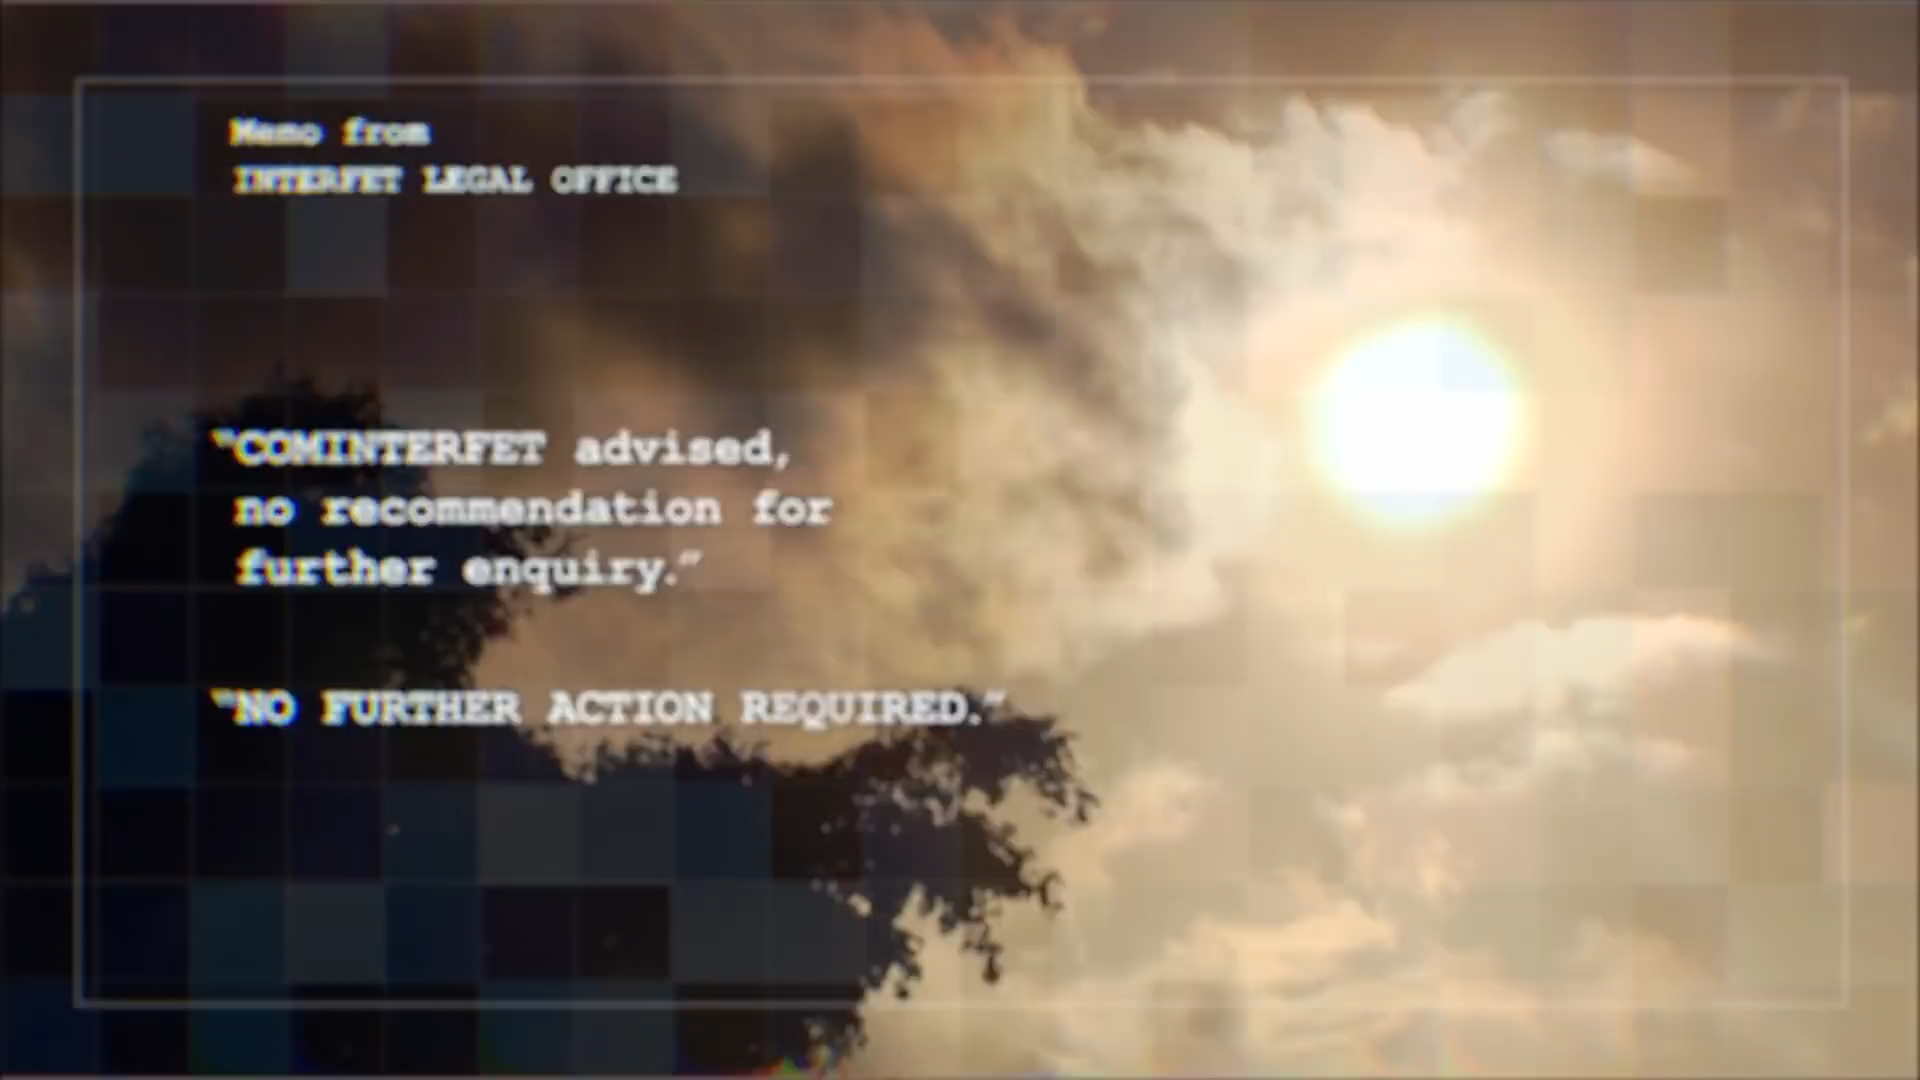 Memo from
INTERFET LEGAL OFFICE
“COMINTERFET advised,
no recommendation for
further enquiry.”
“NO FURTHER ACTION REQUIRED.”